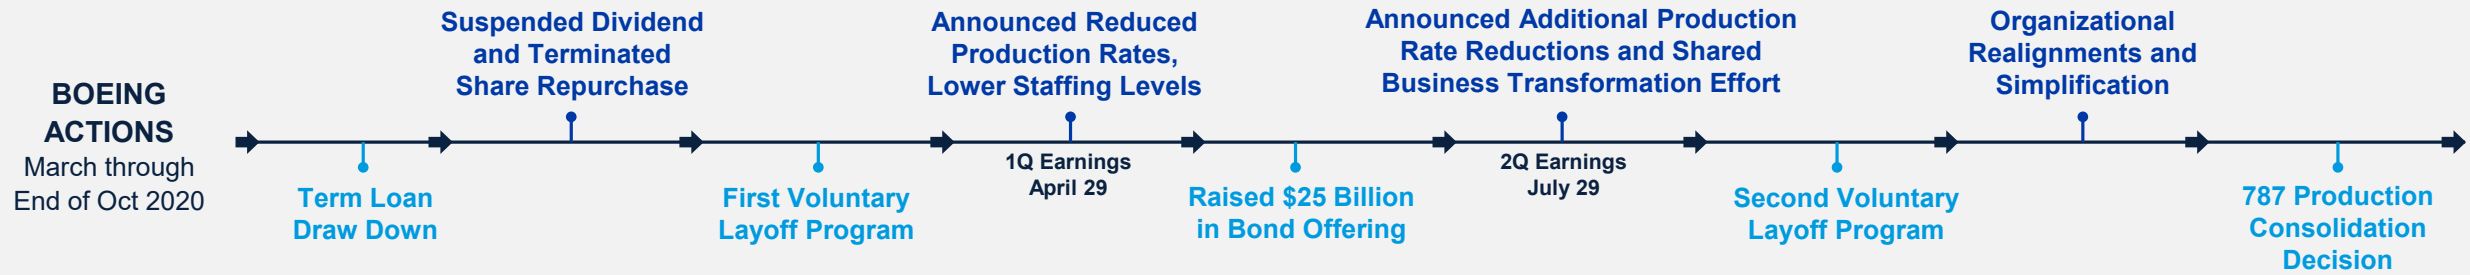 BOEING
ACTIONS
March through
End of Oct 2020
Term Loan
Draw Down
Suspended Dividend
and Terminated
Share Repurchase
First Voluntary
Layoff Program
Announced Reduced
Production Rates,
Lower Staffing Levels
1Q Earnings
April 29
Raised $25 Billion
in Bond Offering
Announced Additional Production
Rate Reductions and Shared
Business Transformation Effort
2Q Earnings
July 29
Second Voluntary
Layoff Program
Organizational
Realignments and
Simplification
787 Production
Consolidation
Decision